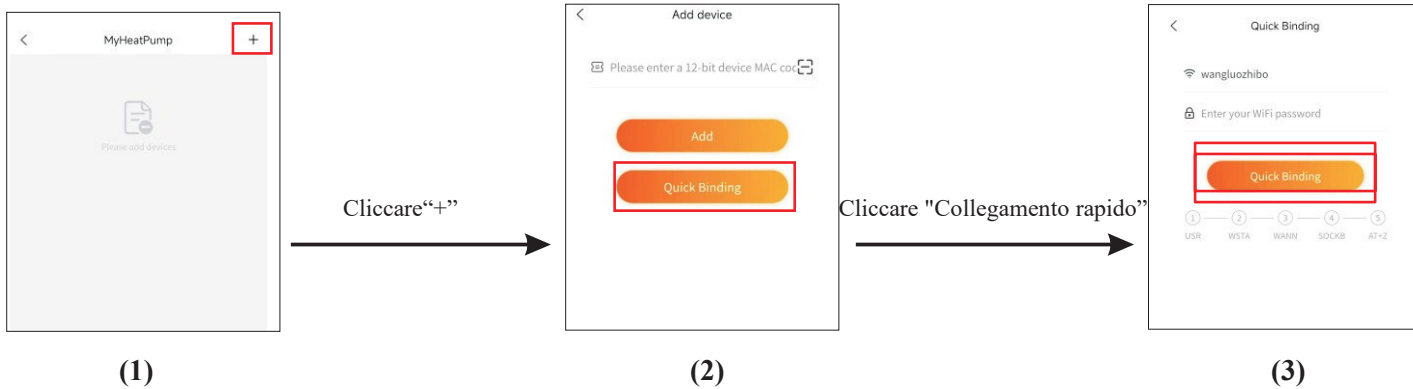 MyHeatPump
+
Please add devices
Cliccare“+”
Add device
Please enter a 12-bit device MAC coc
Add
Quick Binding
Cliccare "Collegamento rapido”
Quick Binding
wangluozhibo
Enter your WiFi password
Quick Binding
1 2 3 4 5
USR WSTA WANN SOCKB AT+Z
(1) (2) (3)